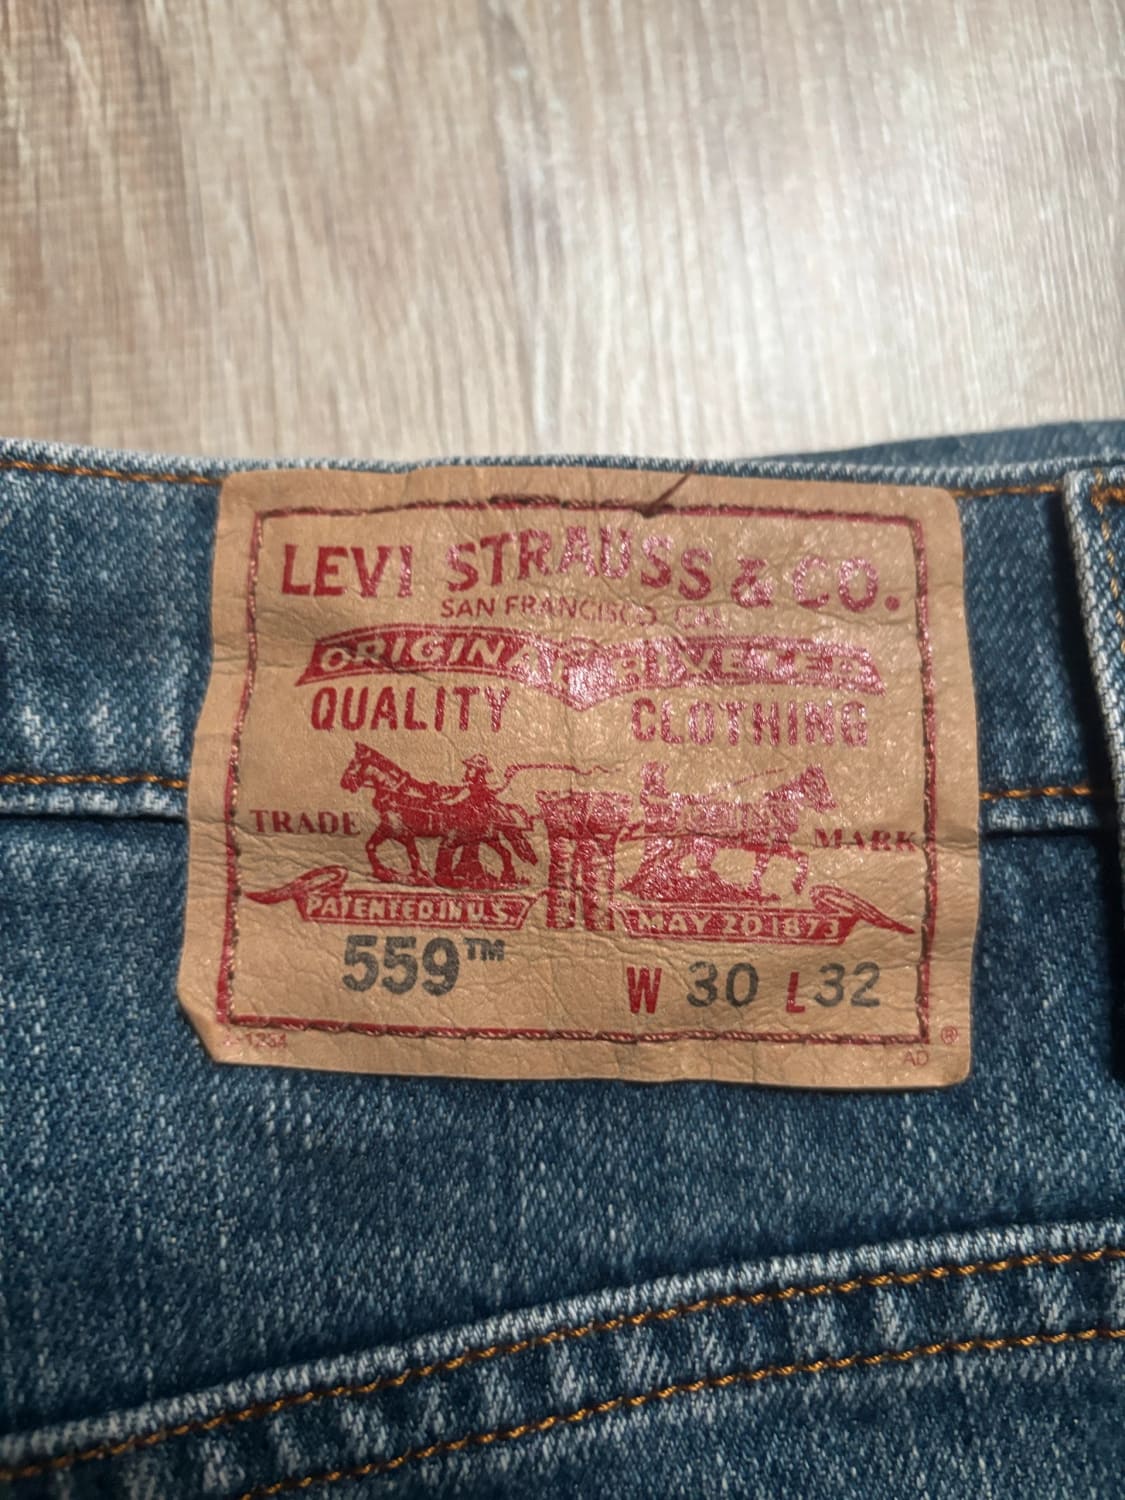 LEVI STRAUSS & CO.
SAN FRANCISCO CAL
ORIGINAL RIVETED
QUALITY CLOTHING
TRADE MARK
PATENTED IN U.S. MAY 20 1873
559™ W 30 L 32
®
AD